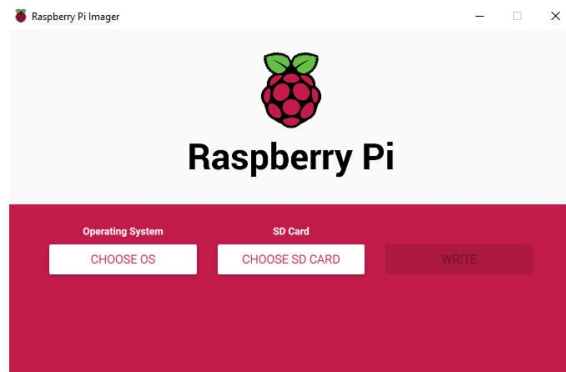 Raspberry Pi Imager
Raspberry Pi
Operating System
SD Card
CHOOSE OS
CHOOSE SD CARD
WRITE